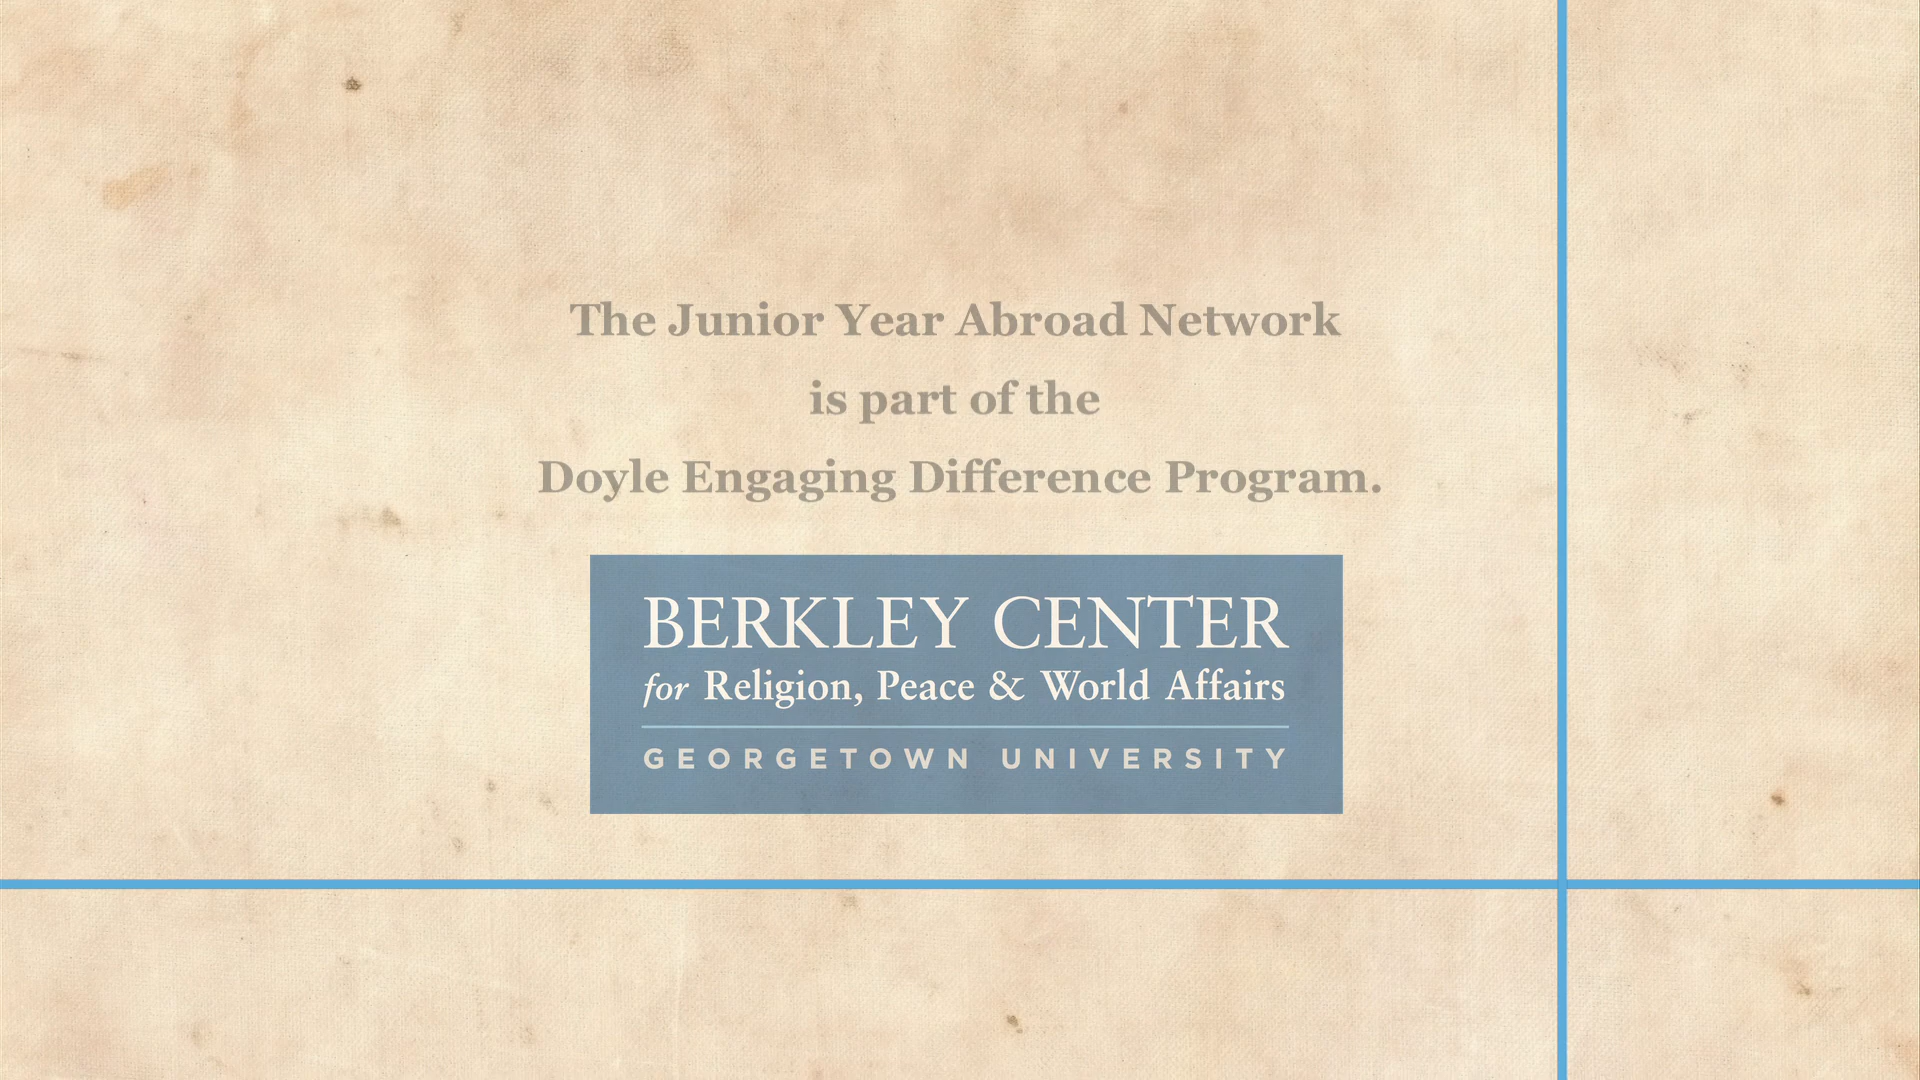 The Junior Year Abroad Network
is part of the
Doyle Engaging Difference Program.
BERKLEY CENTER
for Religion, Peace & World Affairs
GEORGETOWN UNIVERSITY